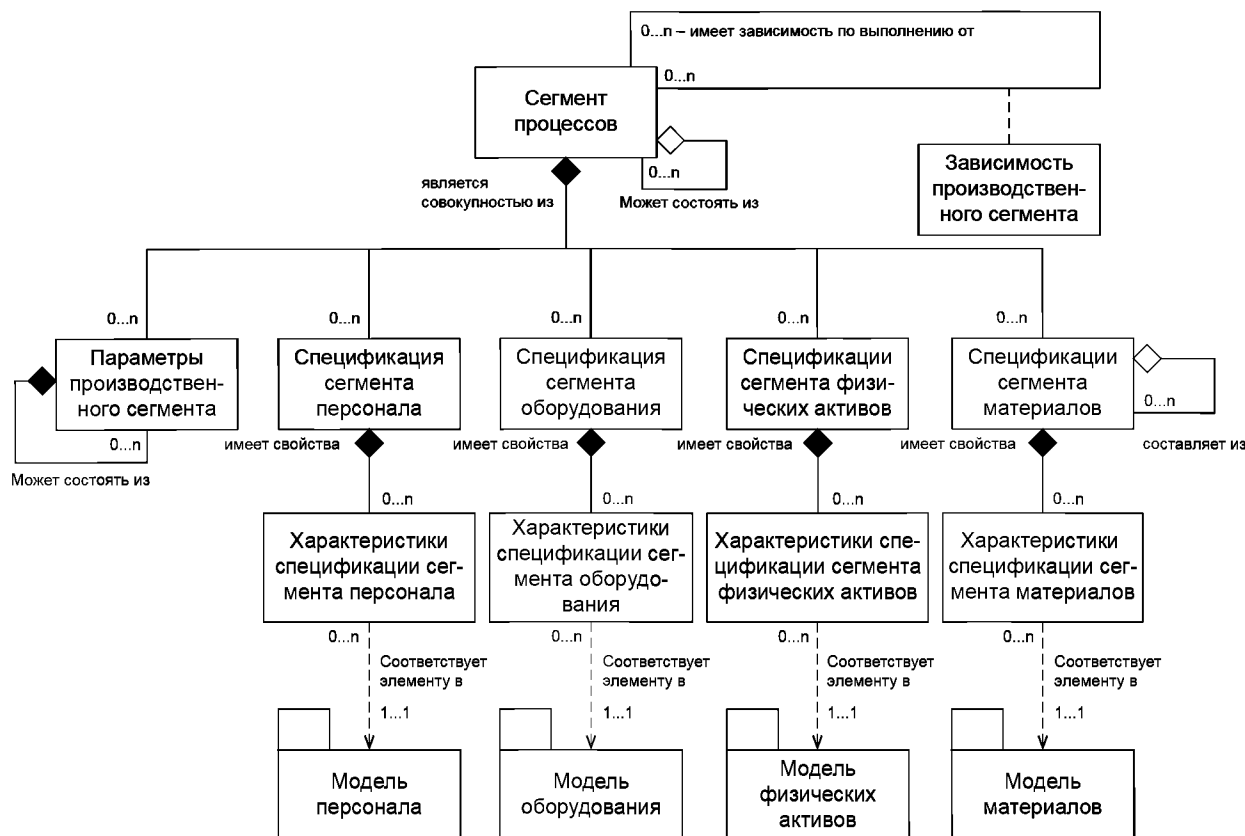 0...n – имеет зависимость по выполнению от
0...n
Сегмент
процессов
0...n
Может состоять из
является
совокупностью из
Зависимость
производствен-
ного сегмента
0...n
0...n
0...n
0...n
0...n
Параметры
производствен-
ного сегмента
0...n
Может состоять из
Спецификация
сегмента
персонала
Спецификация
сегмента
оборудования
Спецификации
сегмента физи-
ческих активов
Спецификации
сегмента
материалов
0...n
составляет из
имеет свойства
имеет свойства
имеет свойства
имеет свойства
0...n
0...n
0...n
0...n
Характеристики
спецификации сег-
мента персонала
Характеристики
спецификации сег-
мента оборудо-
вания
Характеристики спе-
цификации сегмента
физических активов
Характеристики
спецификации сег-
мента материалов
0...n
0...n
0...n
0...n
Соответствует
элементу в
Соответствует
элементу в
Соответствует
элементу в
Соответствует
элементу в
1...1
1...1
1...1
1...1
Модель
персонала
Модель
оборудования
Модель
физических
активов
Модель
материалов